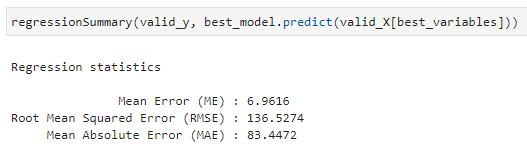 regressionSummary(valid_y, best_model.predict(valid_X[best_variables]))
Regression statistics
Mean Error (ME) : 6.9616
Root Mean Squared Error (RMSE) : 136.5274
Mean Absolute Error (MAE) : 83.4472